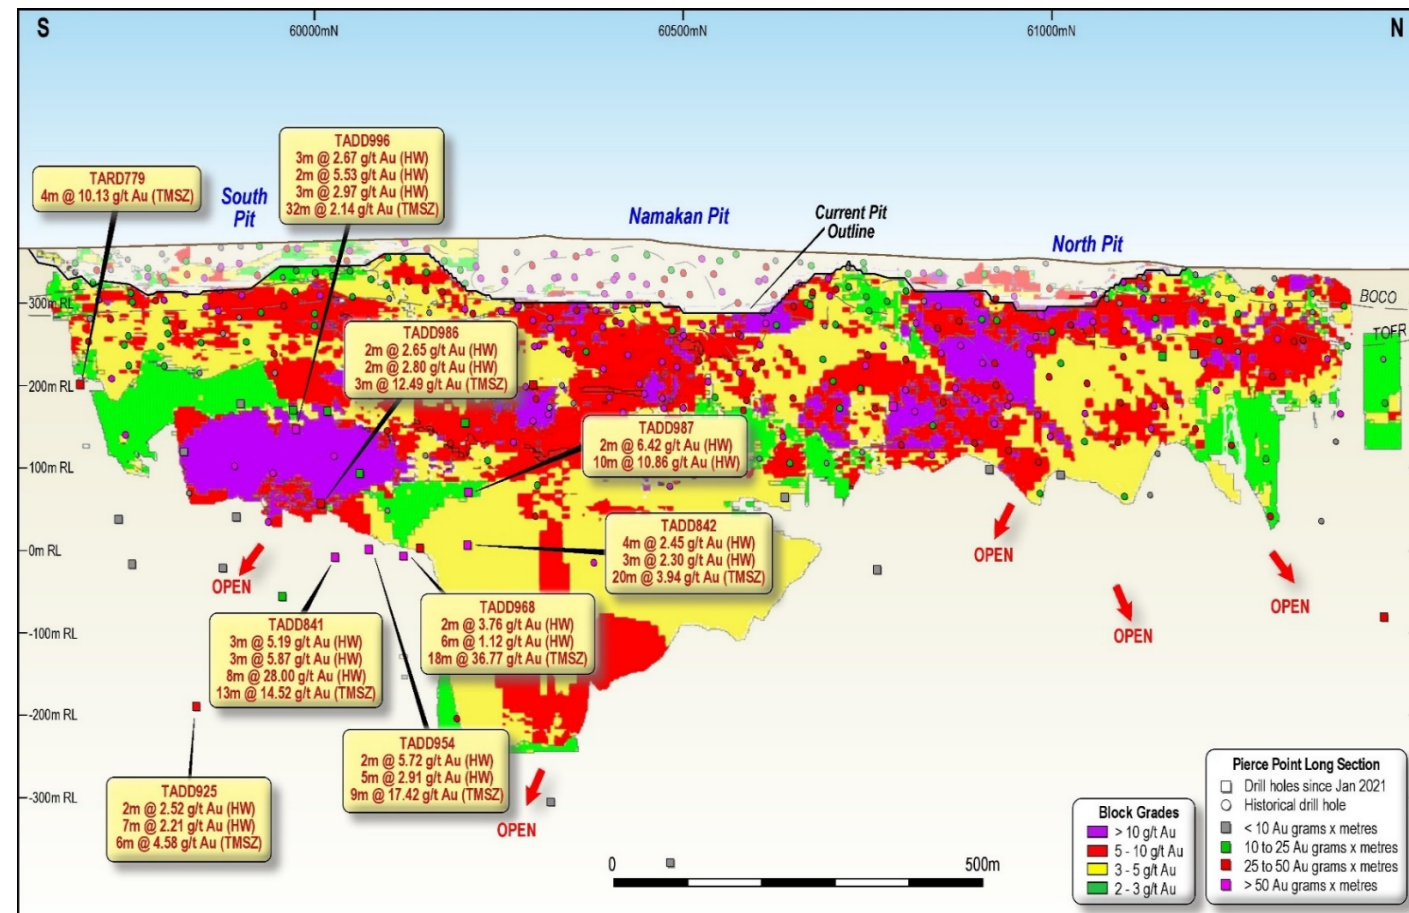 S
60000mN
60500mN
61000mN
N
TADD996
3m @ 2.67 g/t Au (HW)
2m @ 5.53 g/t Au (HW)
3m @ 2.97 g/t Au (HW)
32m @ 2.14 g/t Au (TMSZ)
TARD779
4m @ 10.13 g/t Au (TMSZ)
South
Pit
Namakan Pit
Current Pit
Outline
North Pit
300m RL
BOCO
TOFR
TADD986
2m @ 2.65 g/t Au (HW)
2m @ 2.80 g/t Au (HW)
3m @ 12.49 g/t Au (TMSZ)
200m RL
TADD987
2m @ 6.42 g/t Au (HW)
10m @ 10.86 g/t Au (HW)
100m RL
TADD842
4m @ 2.45 g/t Au (HW)
3m @ 2.30 g/t Au (HW)
20m @ 3.94 g/t Au (TMSZ)
0m RL
OPEN
OPEN
OPEN
OPEN
TADD968
2m @ 3.76 g/t Au (HW)
6m @ 1.12 g/t Au (HW)
18m @ 36.77 g/t Au (TMSZ)
TADD841
3m @ 5.19 g/t Au (HW)
3m @ 5.87 g/t Au (HW)
8m @ 28.00 g/t Au (HW)
13m @ 14.52 g/t Au (TMSZ)
-100m RL
-200m RL
TADD954
2m @ 5.72 g/t Au (HW)
5m @ 2.91 g/t Au (HW)
9m @ 17.42 g/t Au (TMSZ)
TADD925
2m @ 2.52 g/t Au (HW)
7m @ 2.21 g/t Au (HW)
6m @ 4.58 g/t Au (TMSZ)
-300m RL
OPEN
0
500m
Block Grades
> 10 g/t Au
5 - 10 g/t Au
3 - 5 g/t Au
2 - 3 g/t Au
Pierce Point Long Section
Drill holes since Jan 2021
Historical drill hole
< 10 Au grams x metres
10 to 25 Au grams x metres
25 to 50 Au grams x metres
> 50 Au grams x metres